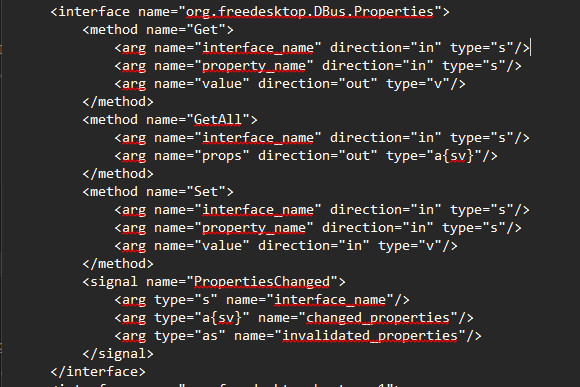 <interface name="org.freedesktop.DBus.Properties">
<method name="Get">
<arg name="interface_name" direction="in" type="s"/>
<arg name="property_name" direction="in" type="s"/>
<arg name="value" direction="out" type="v"/>
</method>
<method name="GetAll">
<arg name="interface_name" direction="in" type="s"/>
<arg name="props" direction="out" type="a{sv}"/>
</method>
<method name="Set">
<arg name="interface_name" direction="in" type="s"/>
<arg name="property_name" direction="in" type="s"/>
<arg name="value" direction="in" type="v"/>
</method>
<signal name="PropertiesChanged">
<arg type="s" name="interface_name"/>
<arg type="a{sv}" name="changed_properties"/>
<arg type="as" name="invalidated_properties"/>
</signal>
</interface>